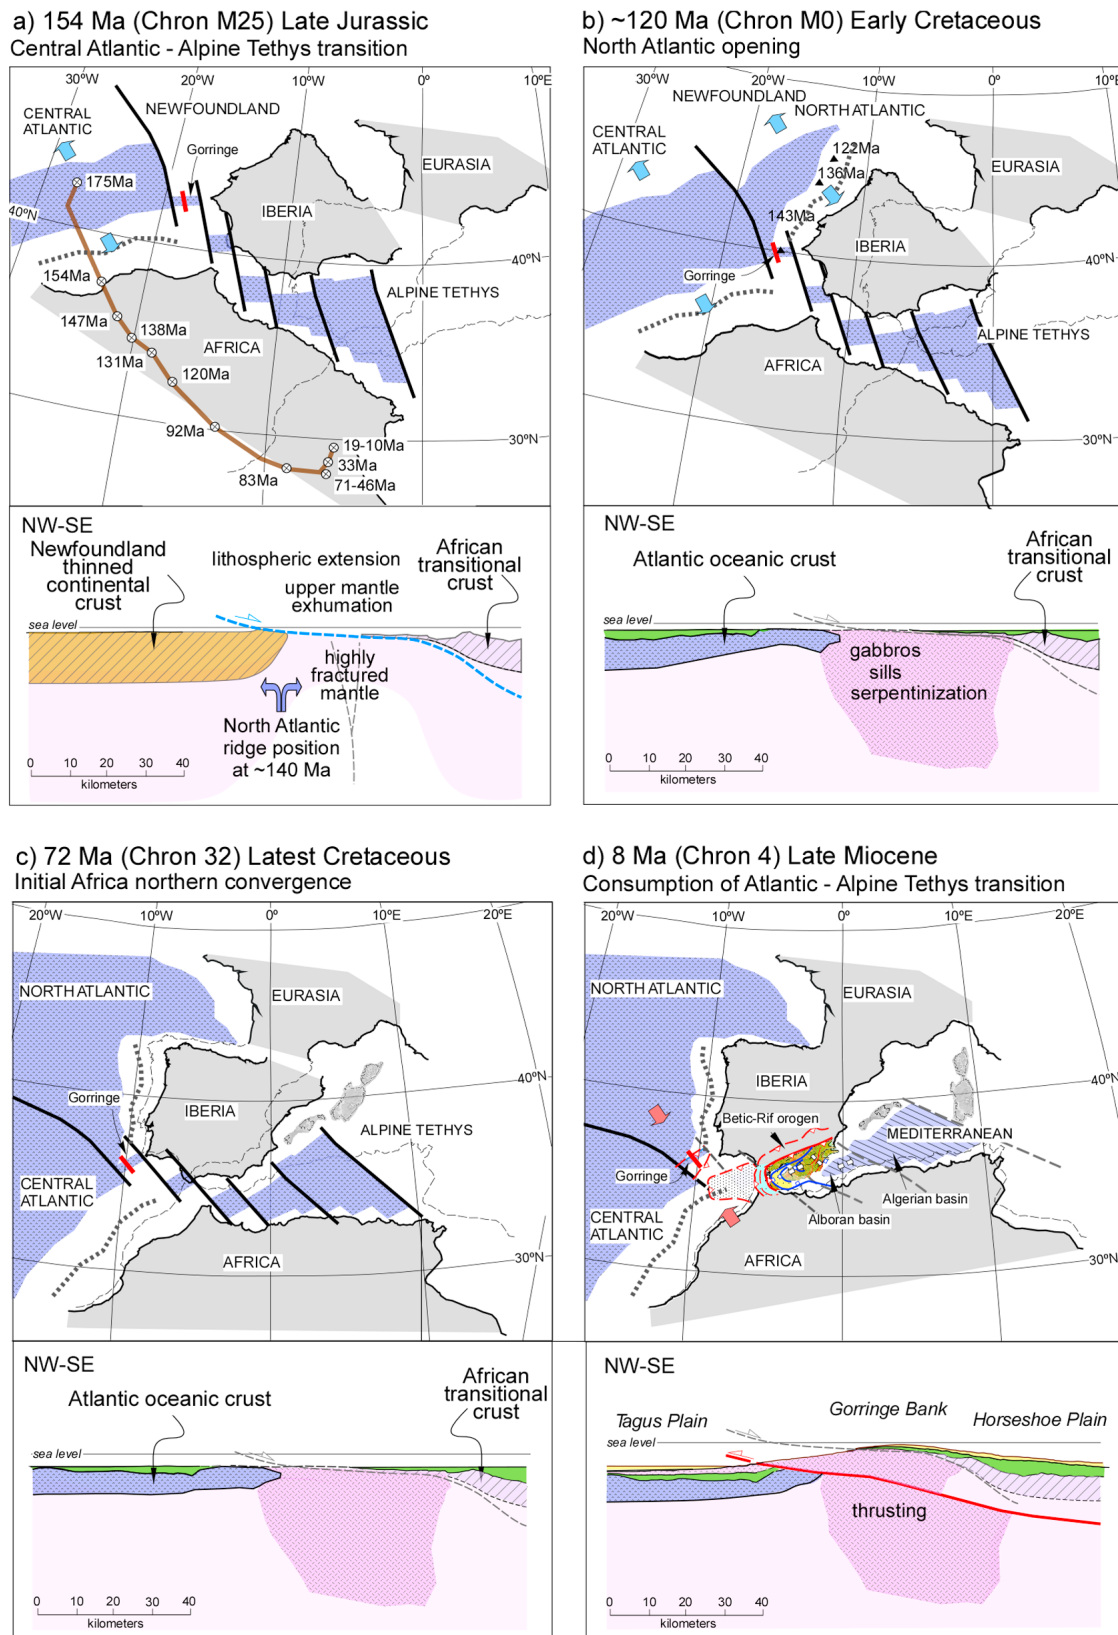 a) 154 Ma (Chron M25) Late Jurassic
Central Atlantic - Alpine Tethys transition
30ºW
20ºW
10ºW
0º
10ºE
CENTRAL
ATLANTIC
NEWFOUNDLAND
Gorringe
EURASIA
175Ma
40ºN
IBERIA
154Ma
ALPINE TETHYS
147Ma
138Ma
AFRICA
131Ma
120Ma
92Ma
30ºN
19-10Ma
33Ma
83Ma
71-46Ma
NW-SE
Newfoundland
thinned
continental
crust
lithospheric extension
upper mantle
exhumation
African
transitional
crust
sea level
highly
fractured
mantle
North Atlantic
ridge position
at ~140 Ma
0 10 20 30 40
kilometers
b) ~120 Ma (Chron M0) Early Cretaceous
North Atlantic opening
30ºW
20ºW
10ºW
0º
10ºE
NEWFOUNDLAND
NORTH ATLANTIC
CENTRAL
ATLANTIC
122Ma
136Ma
EURASIA
143Ma
IBERIA
40ºN
Gorringe
ALPINE TETHYS
AFRICA
30ºN
NW-SE
Atlantic oceanic crust
African
transitional
crust
sea level
gabbros
sills
serpentinization
0 10 20 30 40
kilometers
c) 72 Ma (Chron 32) Latest Cretaceous
Initial Africa northern convergence
20ºW
10ºW
0º
10ºE
20ºE
NORTH ATLANTIC
EURASIA
40ºN
Gorringe
IBERIA
ALPINE TETHYS
CENTRAL
ATLANTIC
AFRICA
30ºN
NW-SE
Atlantic oceanic crust
African
transitional
crust
sea level
0 10 20 30 40
kilometers
d) 8 Ma (Chron 4) Late Miocene
Consumption of Atlantic - Alpine Tethys transition
20ºW
10ºW
0º
10ºE
20ºE
NORTH ATLANTIC
EURASIA
40ºN
IBERIA
Betic-Rif orogen
MEDITERRANEAN
Gorringe
Algerian basin
Alboran basin
CENTRAL
ATLANTIC
AFRICA
30ºN
NW-SE
Tagus Plain
Gorringe Bank
Horseshoe Plain
sea level
thrusting
0 10 20 30 40
kilometers